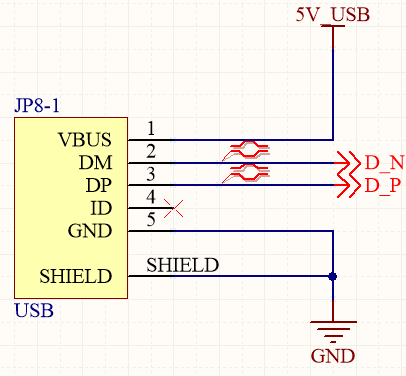 5V_USB
JP8-1
VBUS 1
DM 2 D_N
DP 3 D_P
ID 4
GND 5
SHIELD SHIELD
USB
GND